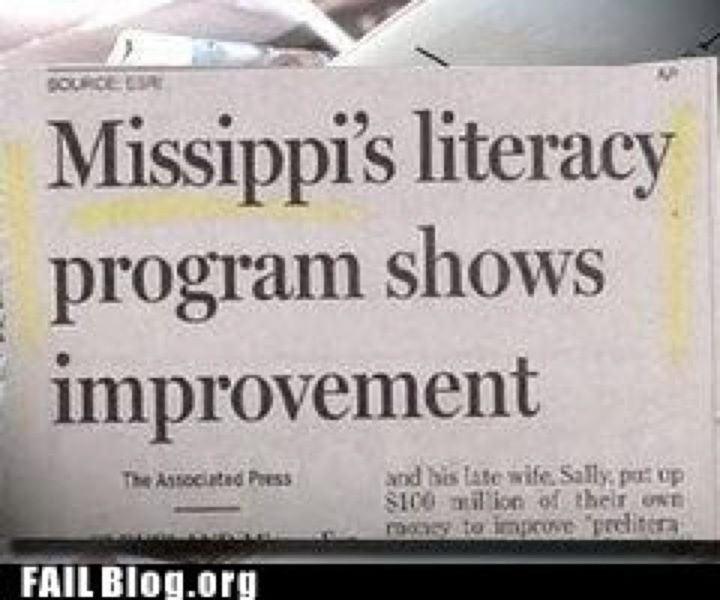 SOURCE: ESRI
AP
Missippi's literacy
program shows
improvement
The Associated Press
and his late wife, Sally, put up
$100 million of their own
money to improve "prelitera
FAIL Blog.org